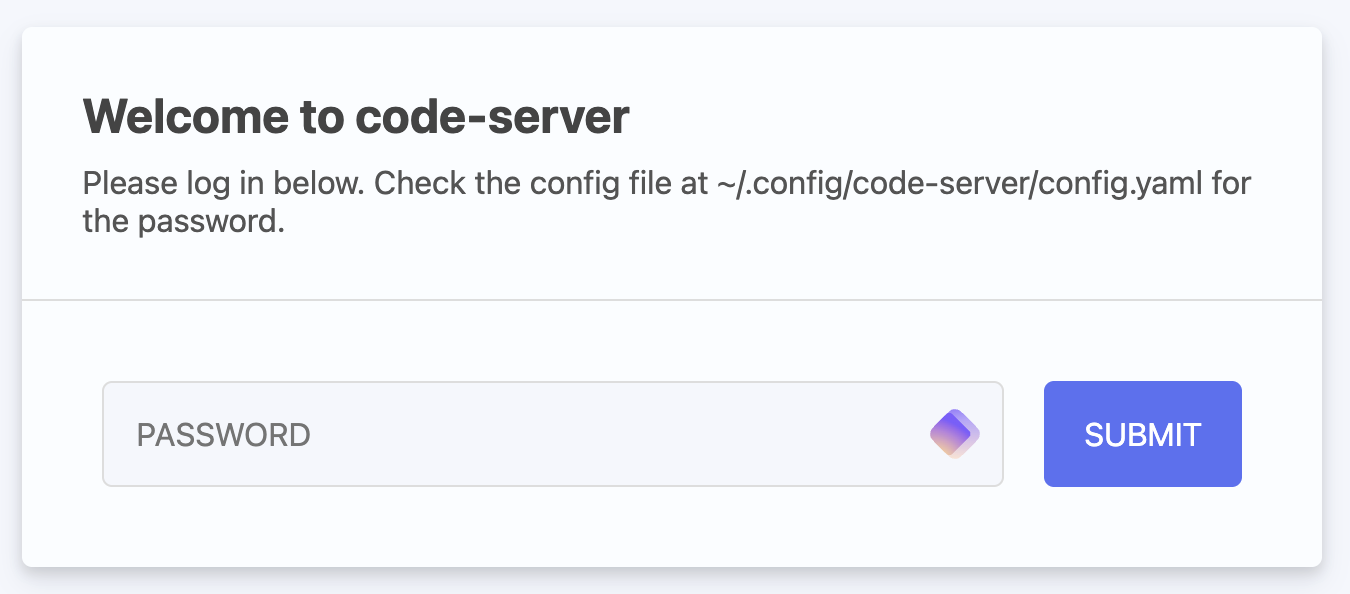 Welcome to code-server
Please log in below. Check the config file at ~/.config/code-server/config.yaml for
the password.
PASSWORD
SUBMIT